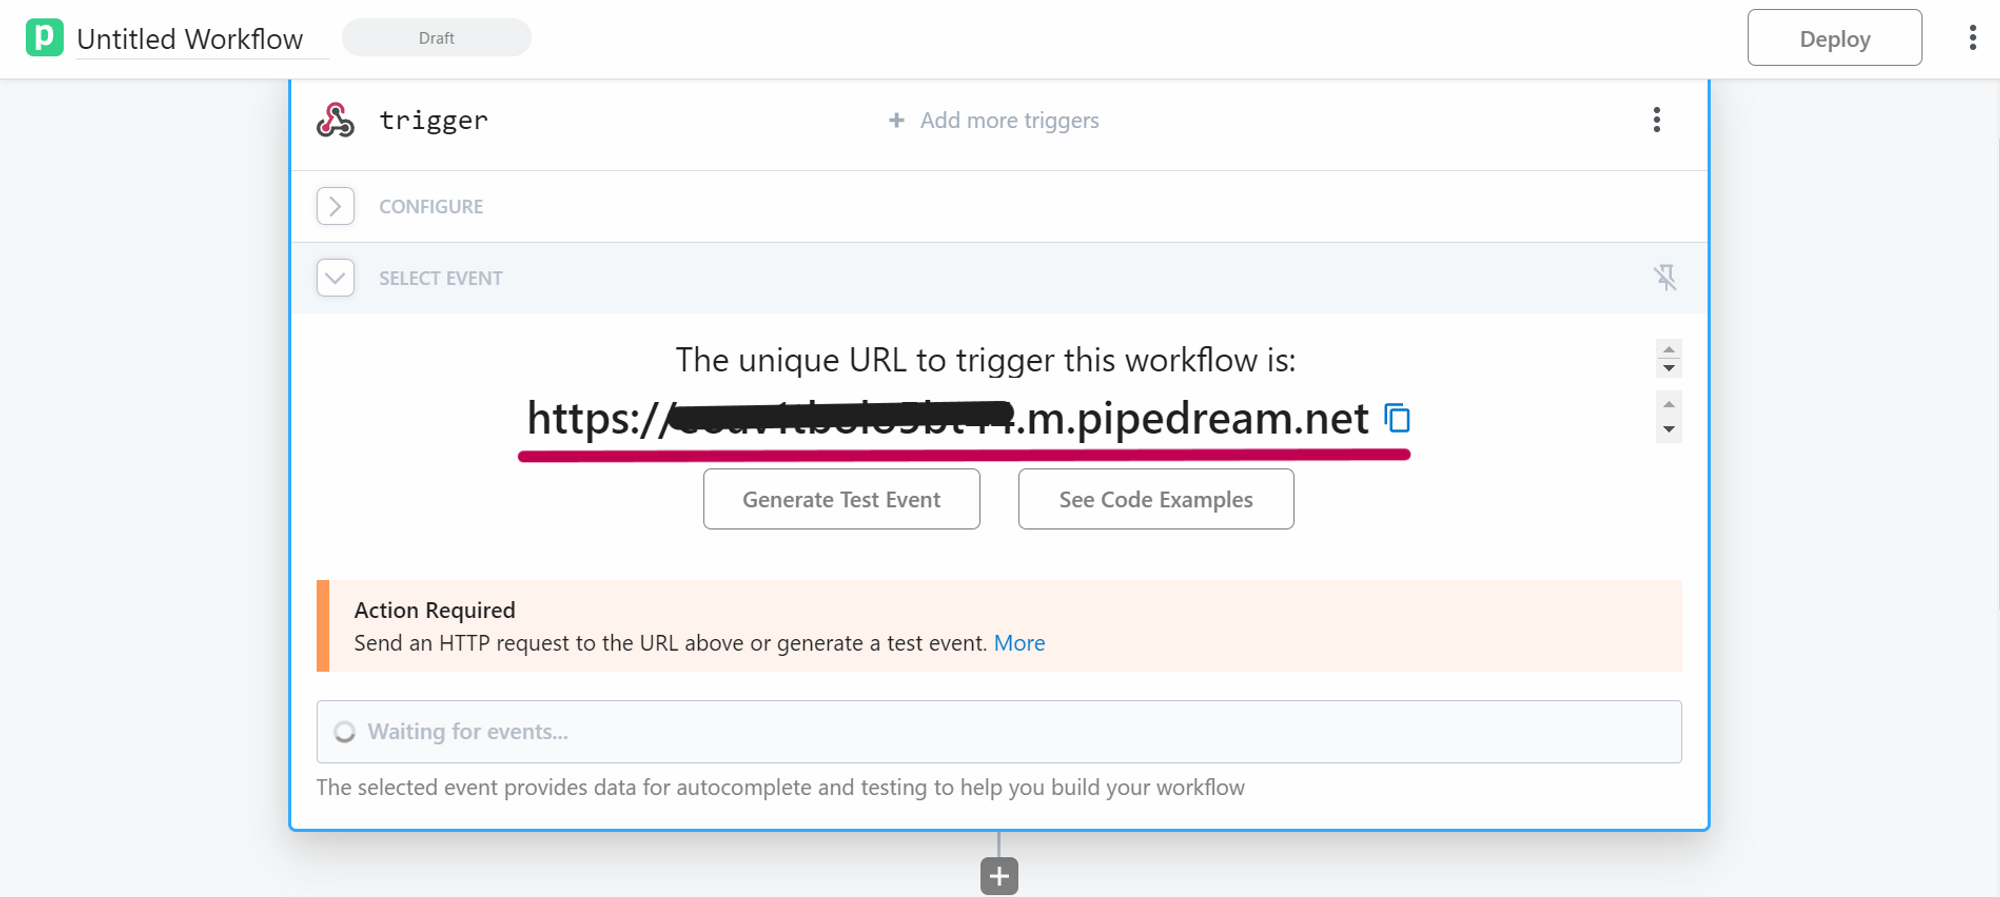 p Untitled Workflow Draft Deploy
trigger + Add more triggers
CONFIGURE
SELECT EVENT
The unique URL to trigger this workflow is:
https:// .m.pipedream.net
Generate Test Event See Code Examples
Action Required
Send an HTTP request to the URL above or generate a test event. More
Waiting for events...
The selected event provides data for autocomplete and testing to help you build your workflow